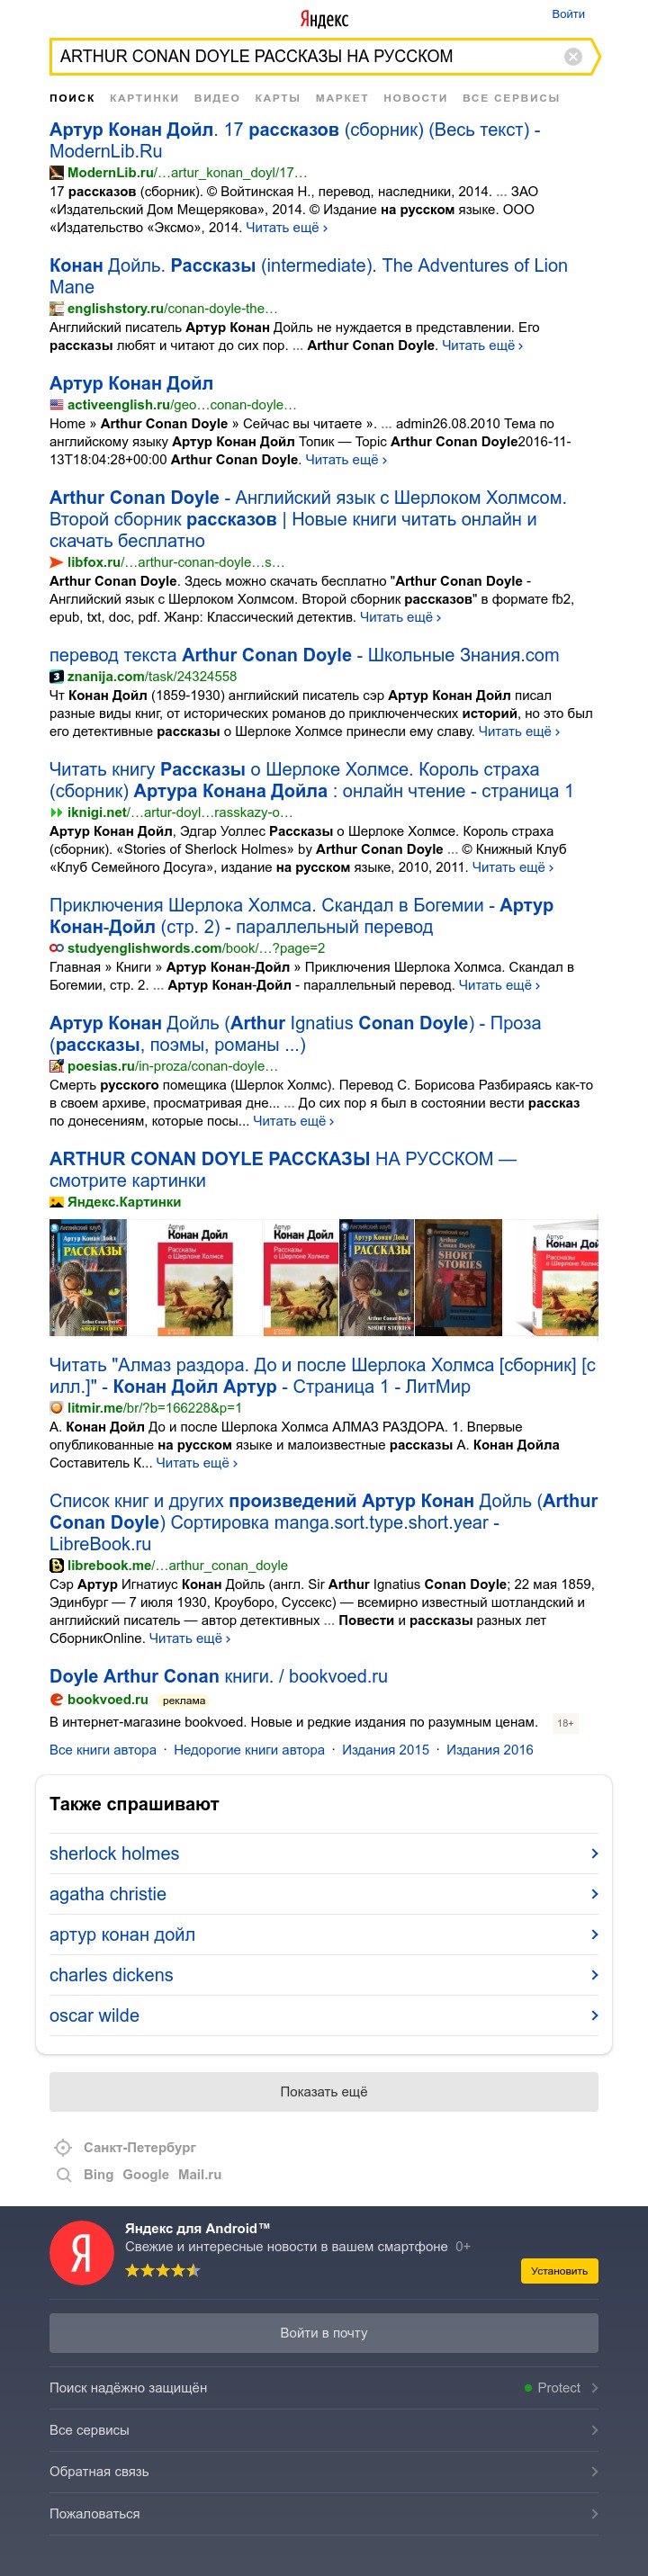 Яндекс
Войти
ARTHUR CONAN DOYLE РАССКАЗЫ НА РУССКОМ
ПОИСК КАРТИНКИ ВИДЕО КАРТЫ МАРКЕТ НОВОСТИ ВСЕ СЕРВИСЫ
Артур Конан Дойл. 17 рассказов (сборник) (Весь текст) -
ModernLib.Ru
ModernLib.ru/…artur_konan_doyl/17…
17 рассказов (сборник). © Войтинская Н., перевод, наследники, 2014. ... ЗАО
«Издательский Дом Мещерякова», 2014. © Издание на русском языке. ООО
«Издательство «Эксмо», 2014. Читать ещё ›
Конан Дойль. Рассказы (intermediate). The Adventures of Lion
Mane
englishstory.ru/conan-doyle-the…
Английский писатель Артур Конан Дойль не нуждается в представлении. Его
рассказы любят и читают до сих пор. ... Arthur Conan Doyle. Читать ещё ›
Артур Конан Дойл
activeenglish.ru/geo…conan-doyle…
Home » Arthur Conan Doyle » Сейчас вы читаете ». ... admin26.08.2010 Тема по
английскому языку Артур Конан Дойл Топик — Topic Arthur Conan Doyle2016-11-
13T18:04:28+00:00 Arthur Conan Doyle. Читать ещё ›
Arthur Conan Doyle - Английский язык с Шерлоком Холмсом.
Второй сборник рассказов | Новые книги читать онлайн и
скачать бесплатно
libfox.ru/…arthur-conan-doyle…s…
Arthur Conan Doyle. Здесь можно скачать бесплатно "Arthur Conan Doyle -
Английский язык с Шерлоком Холмсом. Второй сборник рассказов" в формате fb2,
epub, txt, doc, pdf. Жанр: Классический детектив. Читать ещё ›
перевод текста Arthur Conan Doyle - Школьные Знания.com
znanija.com/task/24324558
Чт Конан Дойл (1859-1930) английский писатель сэр Артур Конан Дойл писал
разные виды книг, от исторических романов до приключенческих историй, но это был
его детективные рассказы о Шерлоке Холмсе принесли ему славу. Читать ещё ›
Читать книгу Рассказы о Шерлоке Холмсе. Король страха
(сборник) Артура Конана Дойла : онлайн чтение - страница 1
iknigi.net/…artur-doyl…rasskazy-o…
Артур Конан Дойл, Эдгар Уоллес Рассказы о Шерлоке Холмсе. Король страха
(сборник). «Stories of Sherlock Holmes» by Arthur Conan Doyle ... © Книжный Клуб
«Клуб Семейного Досуга», издание на русском языке, 2010, 2011. Читать ещё ›
Приключения Шерлока Холмса. Скандал в Богемии - Артур
Конан-Дойл (стр. 2) - параллельный перевод
studyenglishwords.com/book/…?page=2
Главная » Книги » Артур Конан-Дойл » Приключения Шерлока Холмса. Скандал в
Богемии, стр. 2. ... Артур Конан-Дойл - параллельный перевод. Читать ещё ›
Артур Конан Дойль (Arthur Ignatius Conan Doyle) - Проза
(рассказы, поэмы, романы ...)
poesias.ru/in-proza/conan-doyle…
Смерть русского помещика (Шерлок Холмс). Перевод С. Борисова Разбираясь как-то
в своем архиве, просматривая дне... ... До сих пор я был в состоянии вести рассказ
по донесениям, которые посы... Читать ещё ›
ARTHUR CONAN DOYLE РАССКАЗЫ НА РУССКОМ —
смотрите картинки
Яндекс.Картинки
Английский клуб
Артур Конан Дойл
РАССКАЗЫ
Arthur Conan Doyle
SHORT STORIES
Артур
Конан Дойл
Рассказы
о Шерлоке Холмсе
Артур
Конан Дойл
Рассказы
о Шерлоке Холмсе
Английский клуб
Артур Конан Дойл
РАССКАЗЫ
Arthur Conan Doyle
SHORT STORIES
Английский клуб
Arthur Conan Doyle
SHORT
STORIES
Артур
Конан Дой
Рассказы
о Шерлоке Холмсе
Читать "Алмаз раздора. До и после Шерлока Холмса [сборник] [с
илл.]" - Конан Дойл Артур - Страница 1 - ЛитМир
litmir.me/br/?b=166228&p=1
А. Конан Дойл До и после Шерлока Холмса АЛМАЗ РАЗДОРА. 1. Впервые
опубликованные на русском языке и малоизвестные рассказы А. Конан Дойла
Составитель К... Читать ещё ›
Список книг и других произведений Артур Конан Дойль (Arthur
Conan Doyle) Сортировка manga.sort.type.short.year -
LibreBook.ru
librebook.me/…arthur_conan_doyle
Сэр Артур Игнатиус Конан Дойль (англ. Sir Arthur Ignatius Conan Doyle; 22 мая 1859,
Эдинбург — 7 июля 1930, Кроуборо, Суссекс) — всемирно известный шотландский и
английский писатель — автор детективных ... Повести и рассказы разных лет
СборникOnline. Читать ещё ›
Doyle Arthur Conan книги. / bookvoed.ru
bookvoed.ru реклама
В интернет-магазине bookvoed. Новые и редкие издания по разумным ценам. 18+
Все книги автора · Недорогие книги автора · Издания 2015 · Издания 2016
Также спрашивают
sherlock holmes
agatha christie
артур конан дойл
charles dickens
oscar wilde
Показать ещё
Санкт-Петербург
Bing Google Mail.ru
Яндекс для Android™
Свежие и интересные новости в вашем смартфоне 0+
Установить
Войти в почту
Поиск надёжно защищён Protect
Все сервисы
Обратная связь
Пожаловаться